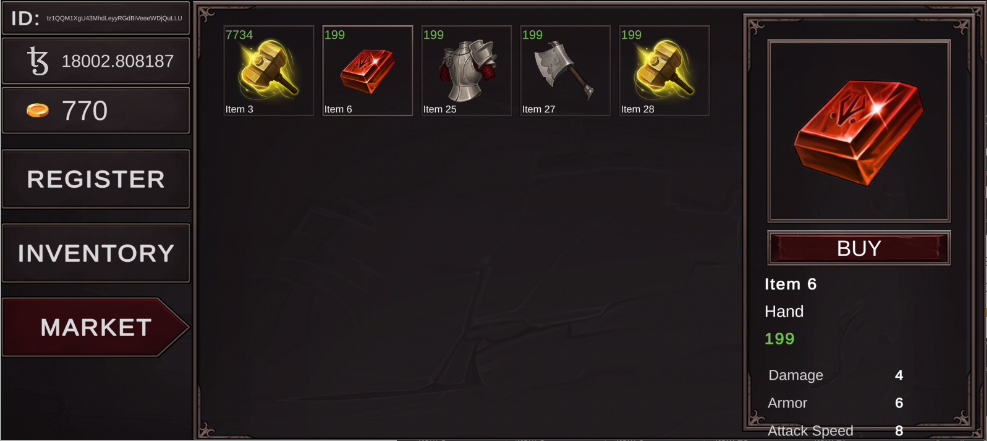 ID:
18002.808187
770
REGISTER
INVENTORY
MARKET
7734
Item 3
199
Item 6
199
Item 25
199
Item 27
199
Item 28
BUY
Item 6
Hand
199
Damage 4
Armor 6
Attack Speed 8